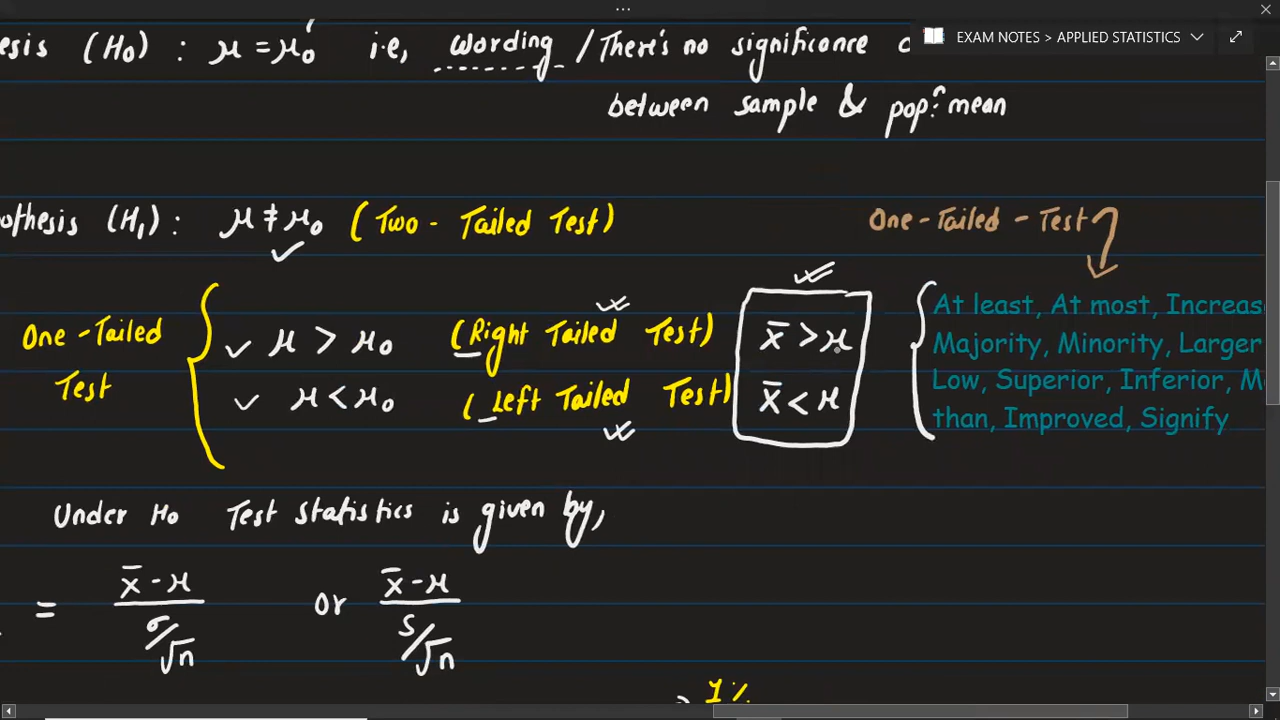 EXAM NOTES > APPLIED STATISTICS
esis (H0) : μ = μ0 i.e, Wording / There's no significance
between sample & popn mean
othesis (H1) : μ ≠ μ0 (Two - Tailed Test)
One - Tailed - Test
One - Tailed Test
μ > μ0 (Right Tailed Test) x̄ > μ
μ < μ0 (Left Tailed Test) x̄ < μ
At least, At most, Increas
Majority, Minority, Larger
Low, Superior, Inferior, M
than, Improved, Signify
Under H0 Test statistics is given by,
= x̄ - μ / σ/√n or x̄ - μ / S/√n
1%